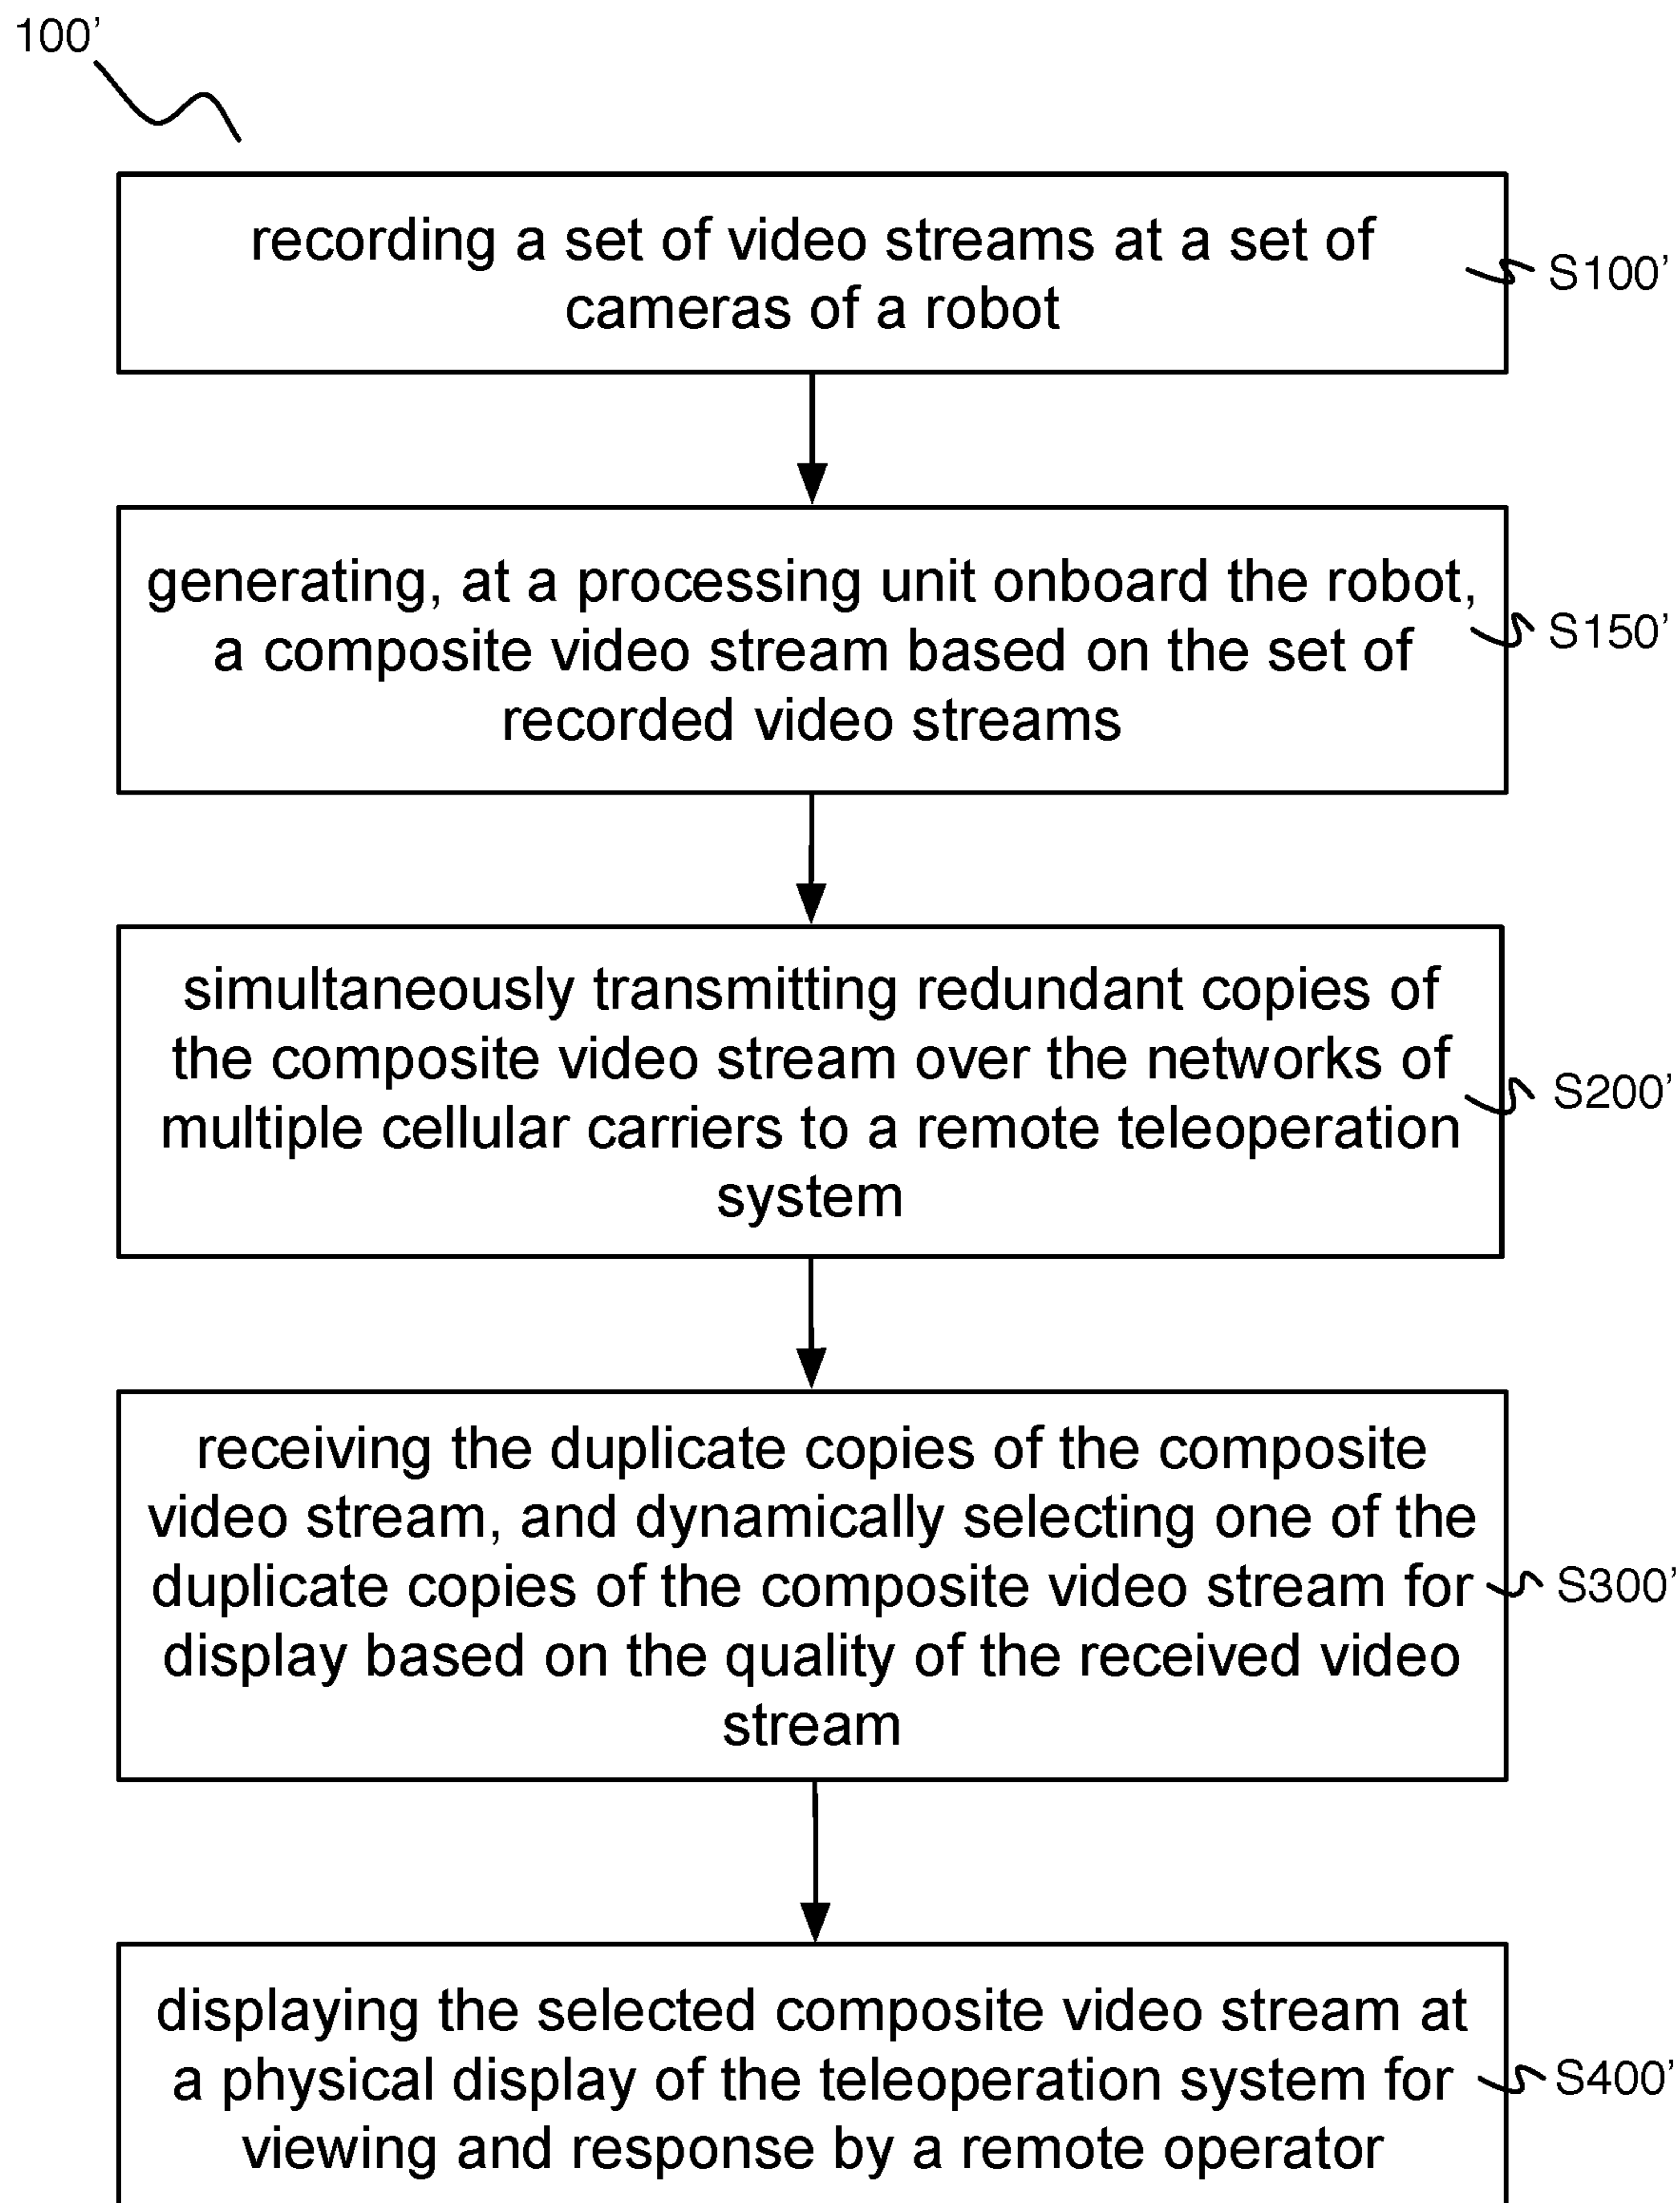 100’
recording a set of video streams at a set of
cameras of a robot
S100’
generating, at a processing unit onboard the robot,
a composite video stream based on the set of
recorded video streams
S150’
simultaneously transmitting redundant copies of
the composite video stream over the networks of
multiple cellular carriers to a remote teleoperation
system
S200’
receiving the duplicate copies of the composite
video stream, and dynamically selecting one of the
duplicate copies of the composite video stream for
display based on the quality of the received video
stream
S300’
displaying the selected composite video stream at
a physical display of the teleoperation system for
viewing and response by a remote operator
S400’